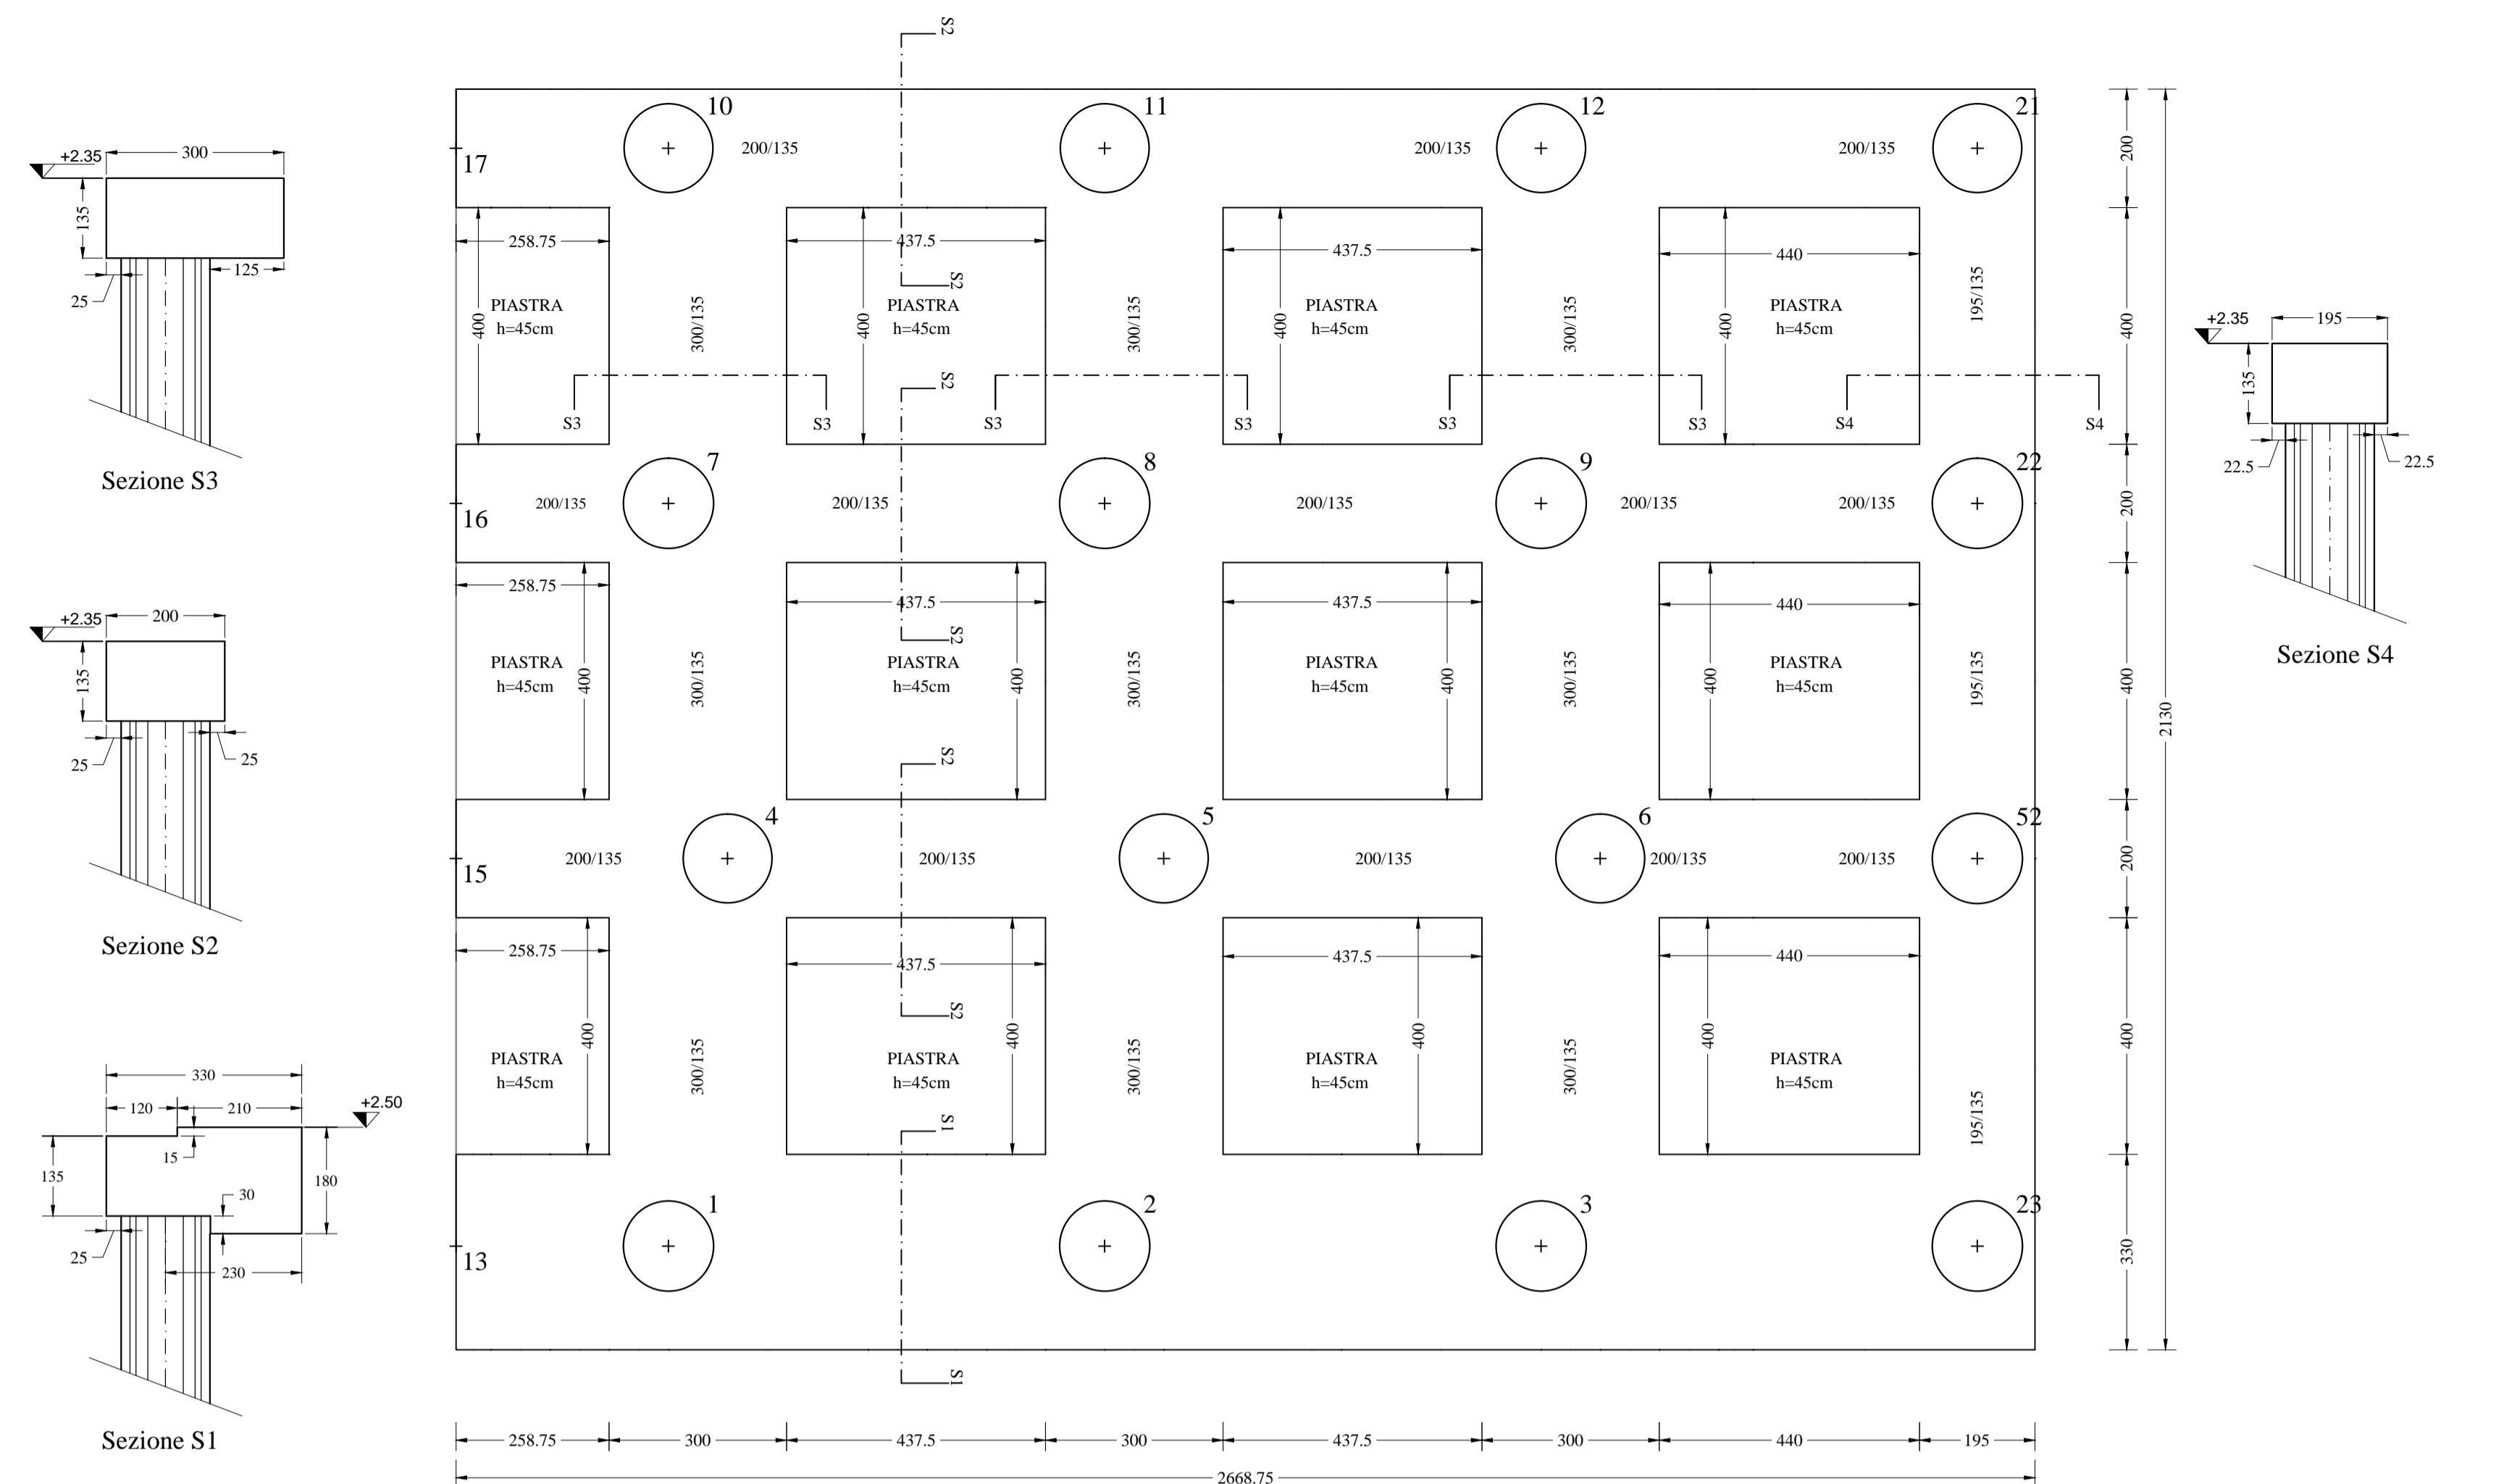 S2
10
11
12
21
17
200/135
200/135
200/135
200
+2.35
300
135
125
25
Sezione S3
258.75
437.5
437.5
440
S2
PIASTRA
h=45cm
PIASTRA
h=45cm
PIASTRA
h=45cm
PIASTRA
h=45cm
400
400
400
400
300/135
300/135
300/135
195/135
400
S2
S3
S3
S3
S3
S3
S3
S4
S4
+2.35
195
135
22.5
22.5
Sezione S4
7
8
9
22
16
200/135
200/135
200/135
200/135
200/135
200
+2.35
200
135
25
25
Sezione S2
258.75
437.5
437.5
440
S2
PIASTRA
h=45cm
PIASTRA
h=45cm
PIASTRA
h=45cm
PIASTRA
h=45cm
400
400
400
400
300/135
300/135
300/135
195/135
400
2130
S2
4
5
6
52
15
200/135
200/135
200/135
200/135
200/135
200
258.75
437.5
437.5
440
S2
400
400
400
400
PIASTRA
h=45cm
PIASTRA
h=45cm
PIASTRA
h=45cm
PIASTRA
h=45cm
300/135
300/135
300/135
195/135
400
S1
330
120
210
+2.50
15
135
30
180
25
230
Sezione S1
1
2
3
23
13
330
S1
258.75
300
437.5
300
437.5
300
440
195
2668.75